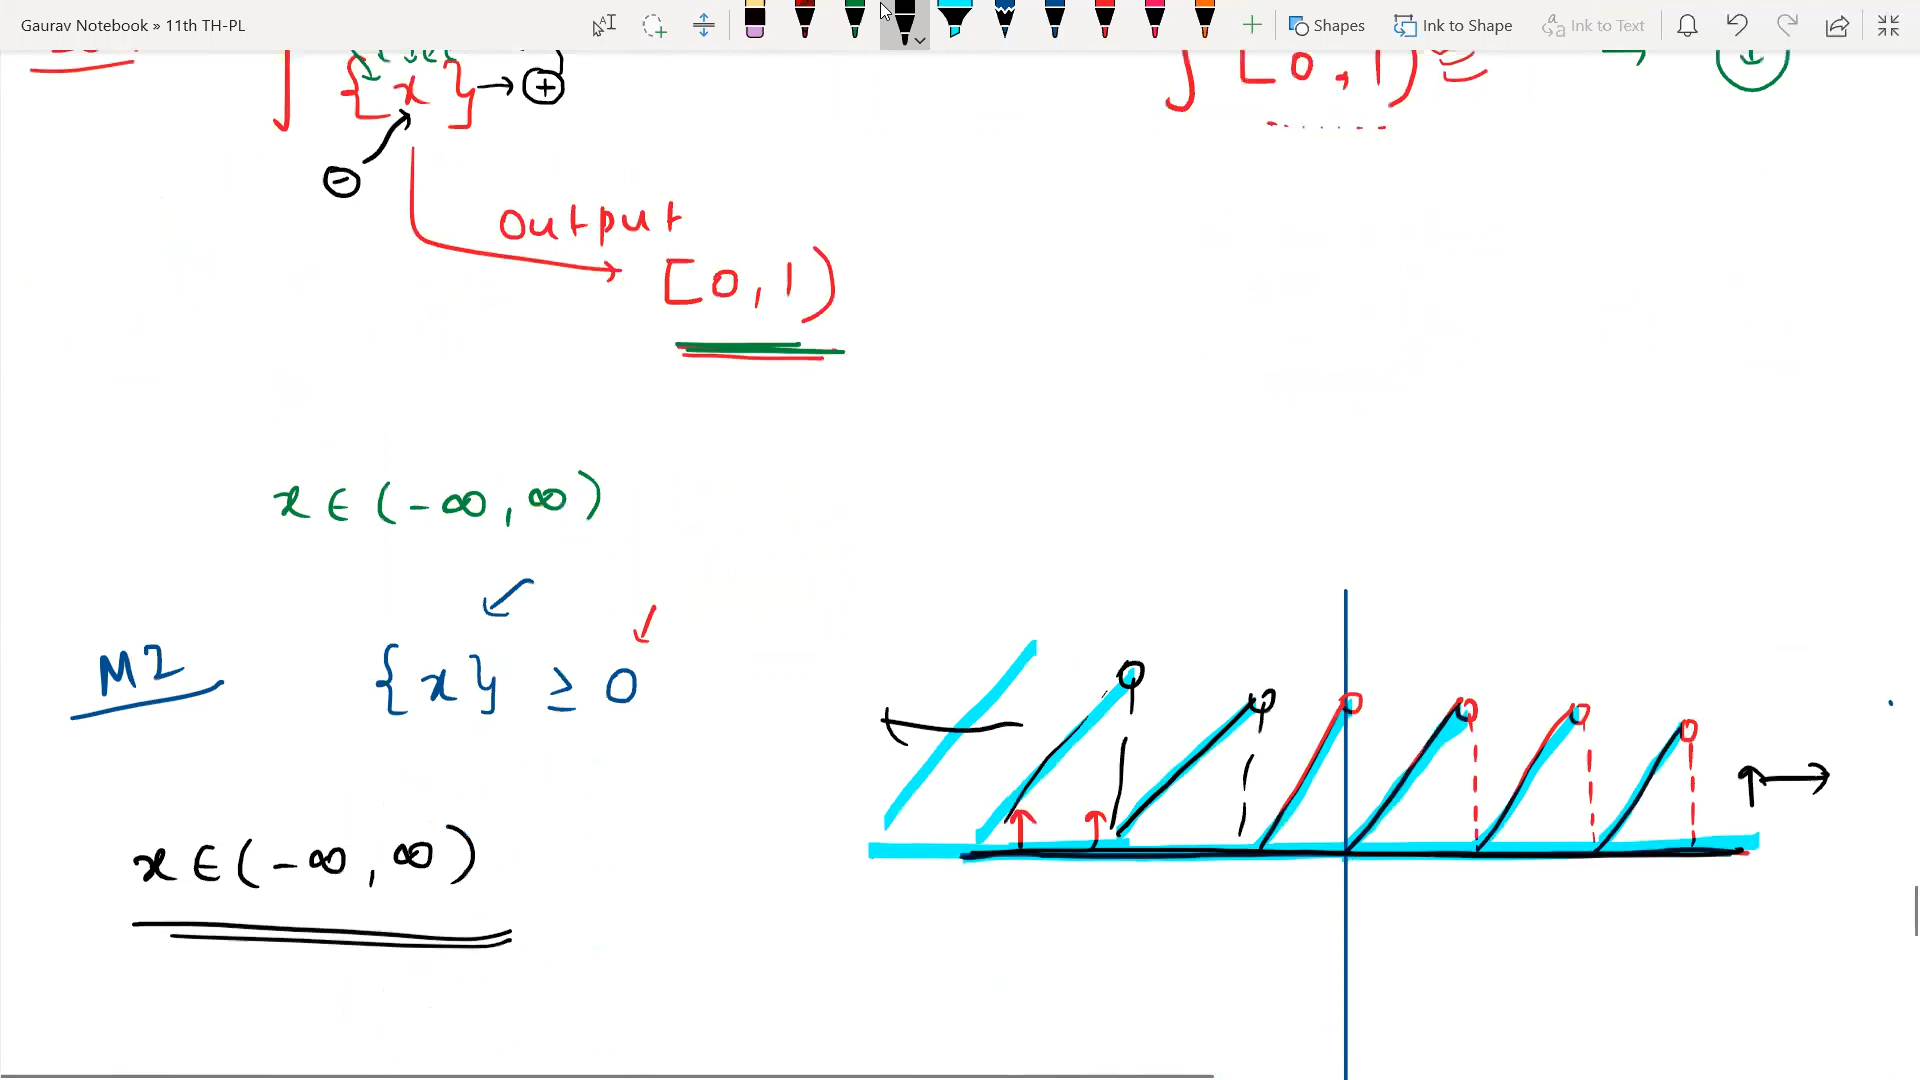 Gaurav Notebook » 11th TH-PL
Shapes
Ink to Shape
Ink to Text
{x} → +
[0, 1)
−
output
[0, 1)
x ∈ (-∞, ∞)
M2 {x} ≥ 0
x ∈ (-∞, ∞)